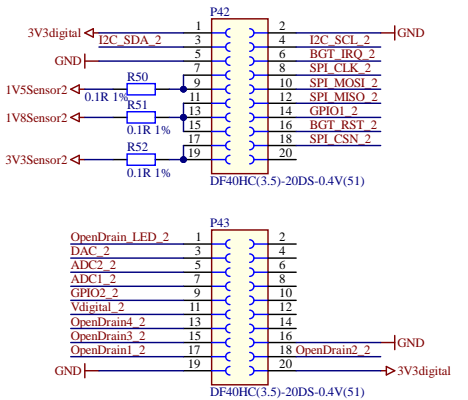 P42
3V3digital 1 2 GND
I2C_SDA_2 3 4 I2C_SCL_2
GND 5 6 BGT_IRQ_2
7 8 SPI_CLK_2
R50
1V5Sensor2 9 10 SPI_MOSI_2
0.1R 1% 11 12 SPI_MISO_2
R51
1V8Sensor2 13 14 GPIO1_2
0.1R 1% 15 16 BGT_RST_2
17 18 SPI_CSN_2
R52
3V3Sensor2 19 20
0.1R 1%
DF40HC(3.5)-20DS-0.4V(51)
P43
OpenDrain_LED_2 1 2
DAC_2 3 4
ADC2_2 5 6
ADC1_2 7 8
GPIO2_2 9 10
Vdigital_2 11 12
OpenDrain4_2 13 14
OpenDrain3_2 15 16 GND
OpenDrain1_2 17 18 OpenDrain2_2
GND 19 20 3V3digital
DF40HC(3.5)-20DS-0.4V(51)